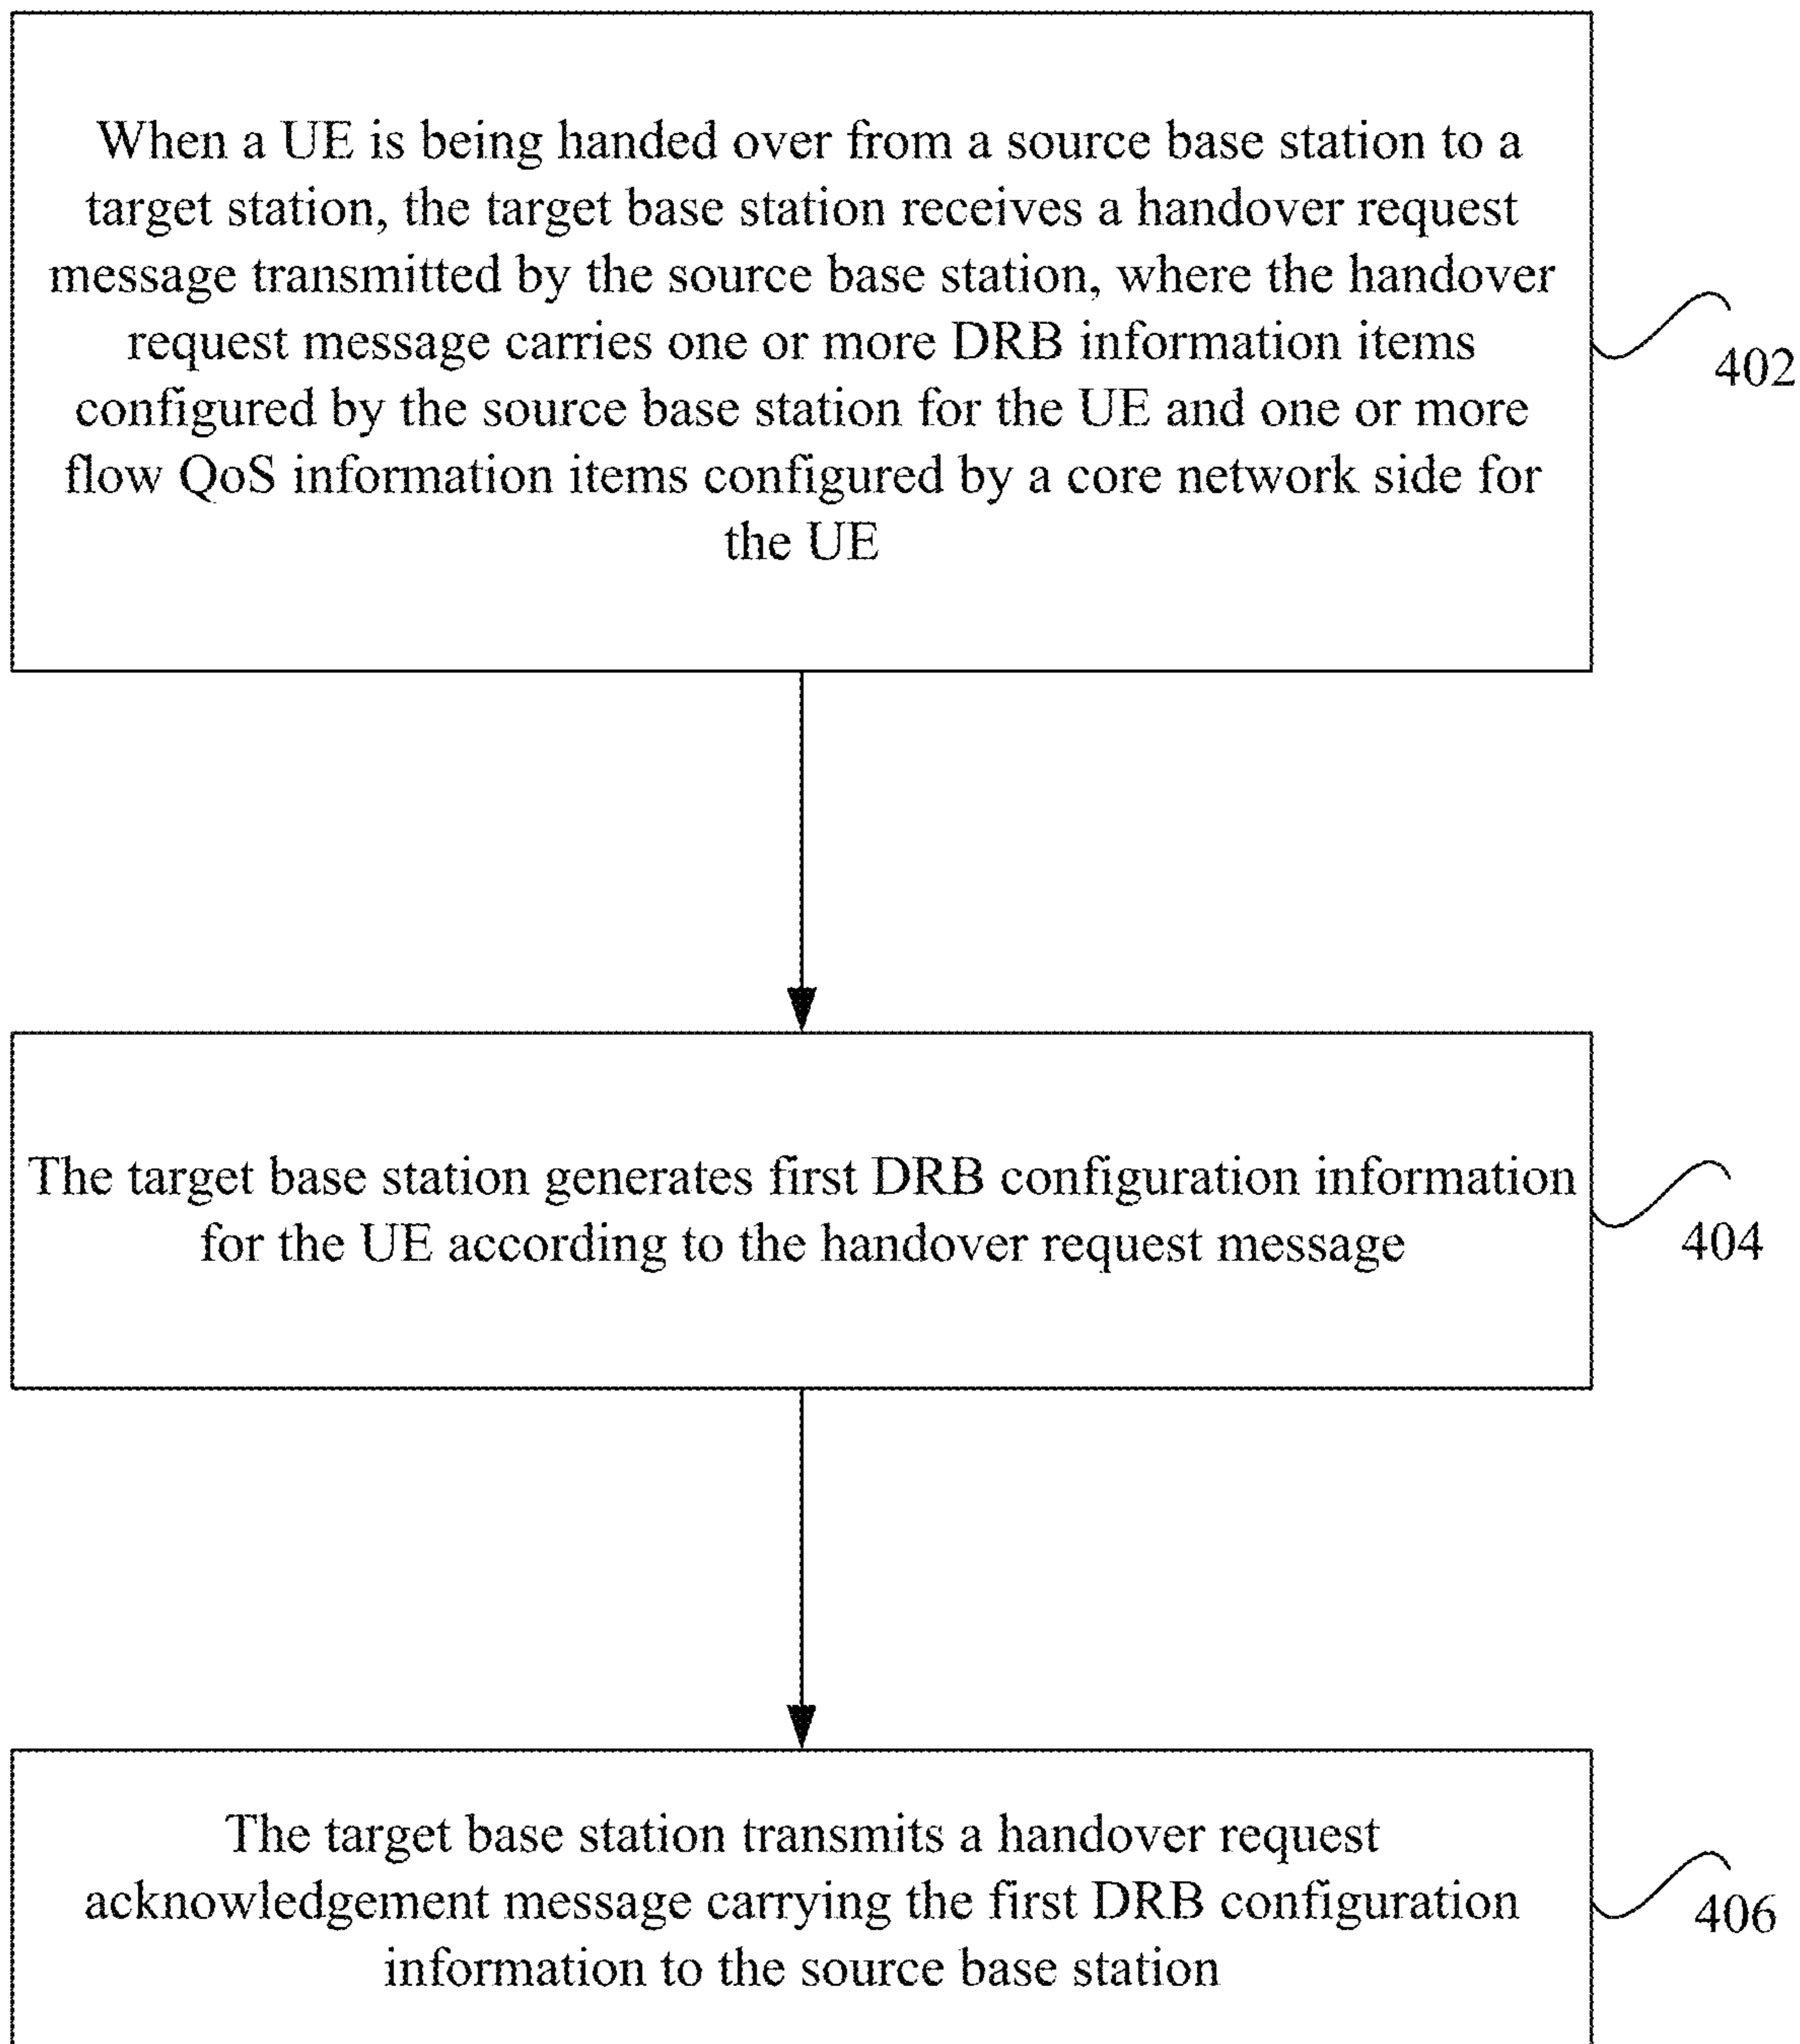 When a UE is being handed over from a source base station to a
target station, the target base station receives a handover request
message transmitted by the source base station, where the handover
request message carries one or more DRB information items
configured by the source base station for the UE and one or more
flow QoS information items configured by a core network side for
the UE
402
The target base station generates first DRB configuration information
for the UE according to the handover request message
404
The target base station transmits a handover request
acknowledgement message carrying the first DRB configuration
information to the source base station
406